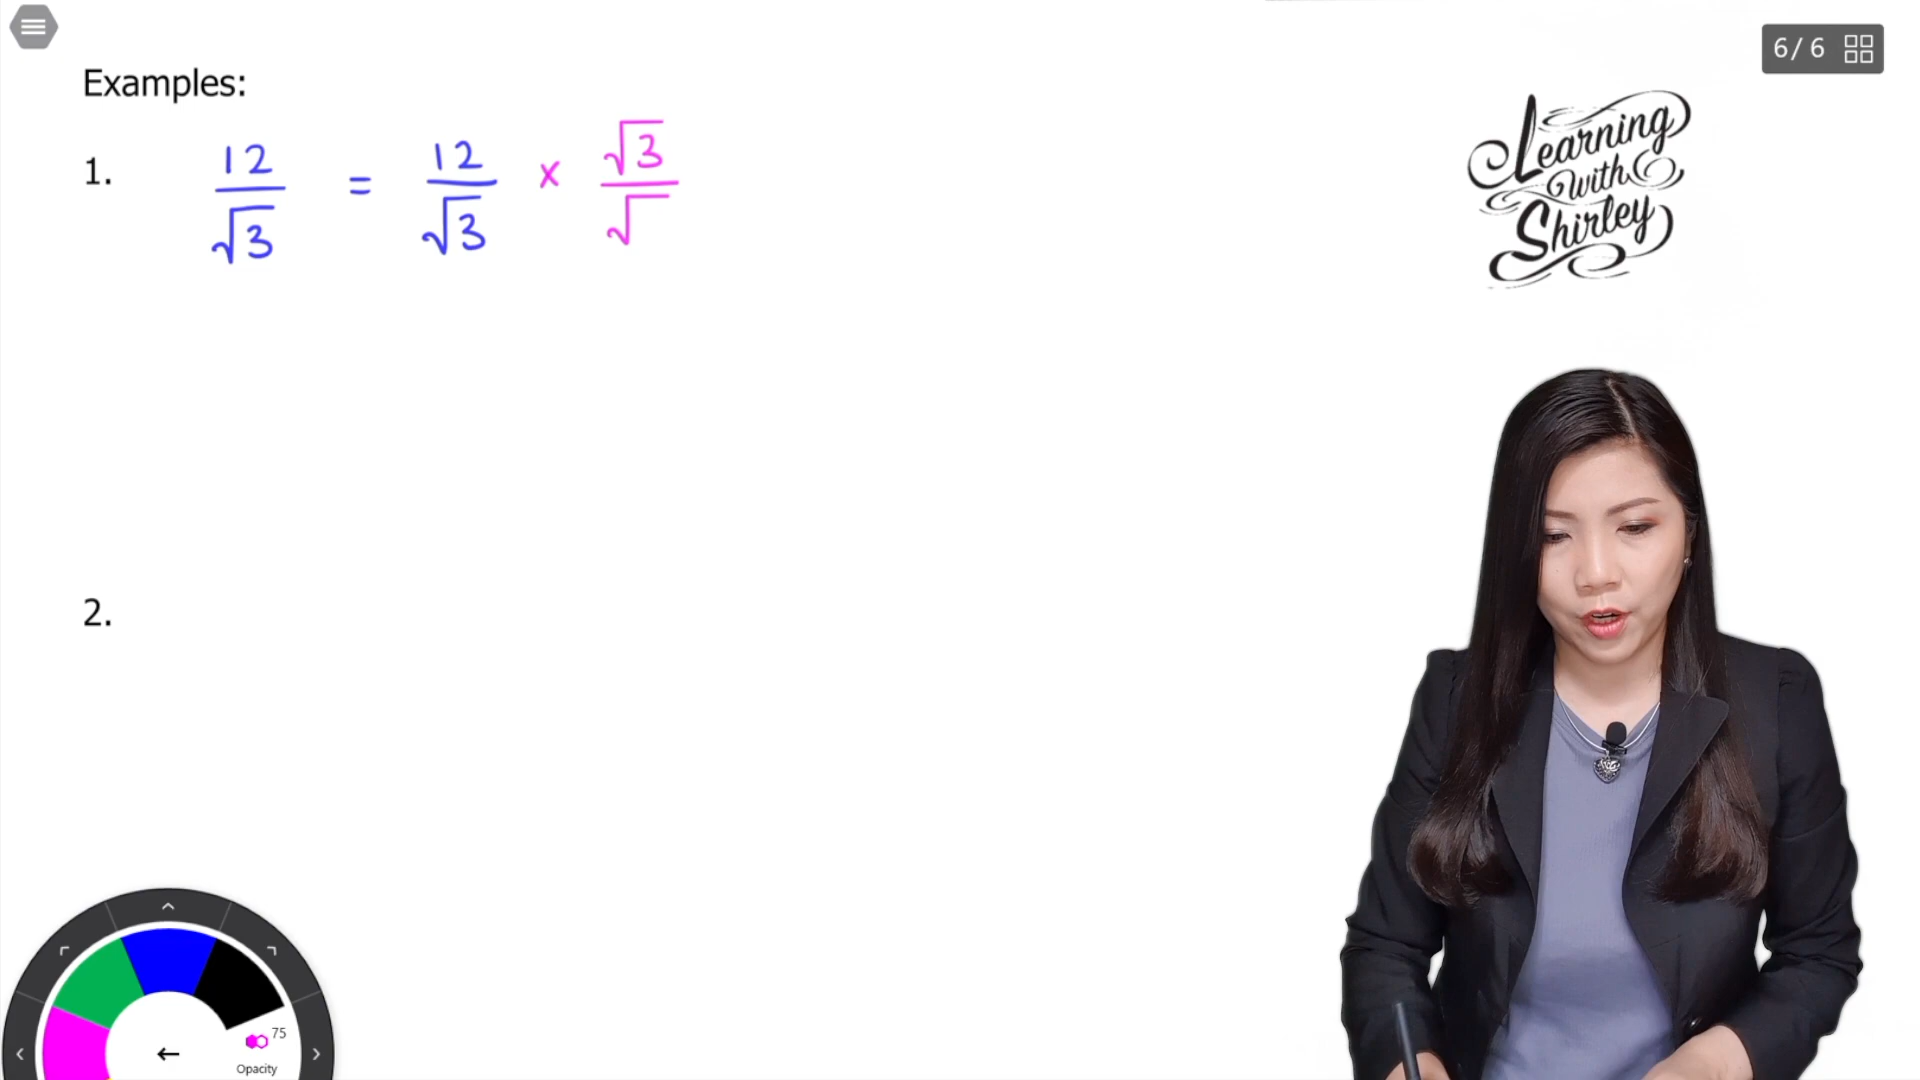 6/6
Examples:
Learning
with
Shirley
1. 12/√3 = 12/√3 × √3/√
2.
75
Opacity